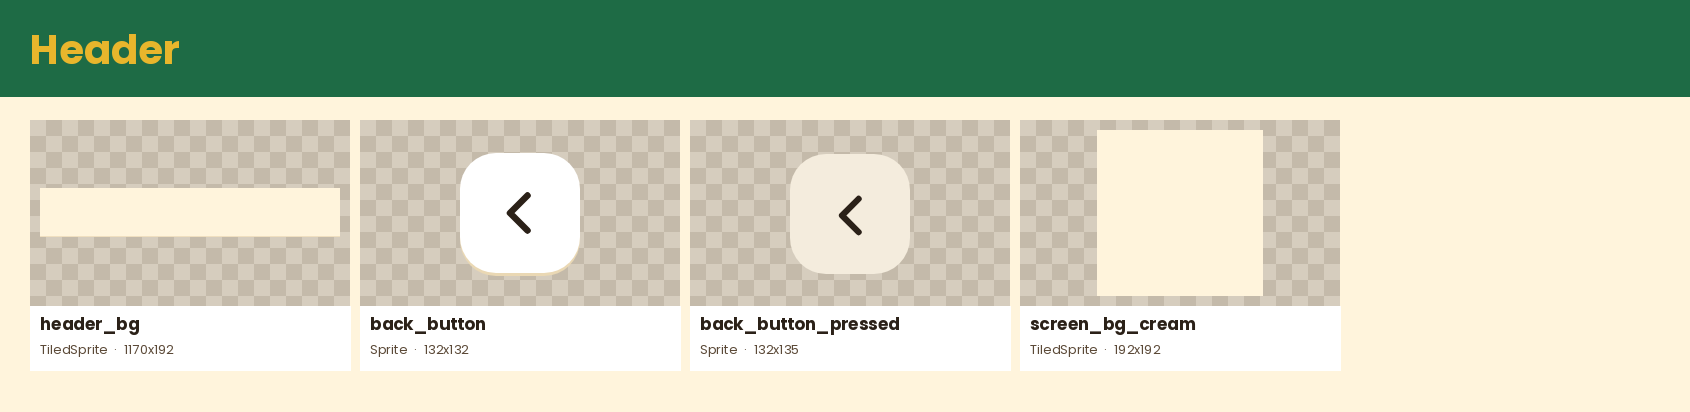 Header
header_bg
TiledSprite · 1170x192
back_button
Sprite · 132x132
back_button_pressed
Sprite · 132x135
screen_bg_cream
TiledSprite · 192x192